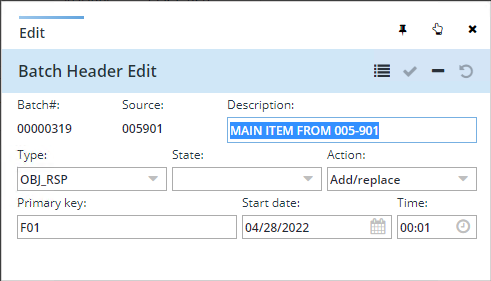 Edit
Batch Header Edit
Batch#: Source: Description:
00000319 005901 MAIN ITEM FROM 005-901
Type: State: Action:
OBJ_RSP Add/replace
Primary key: Start date: Time:
F01 04/28/2022 00:01